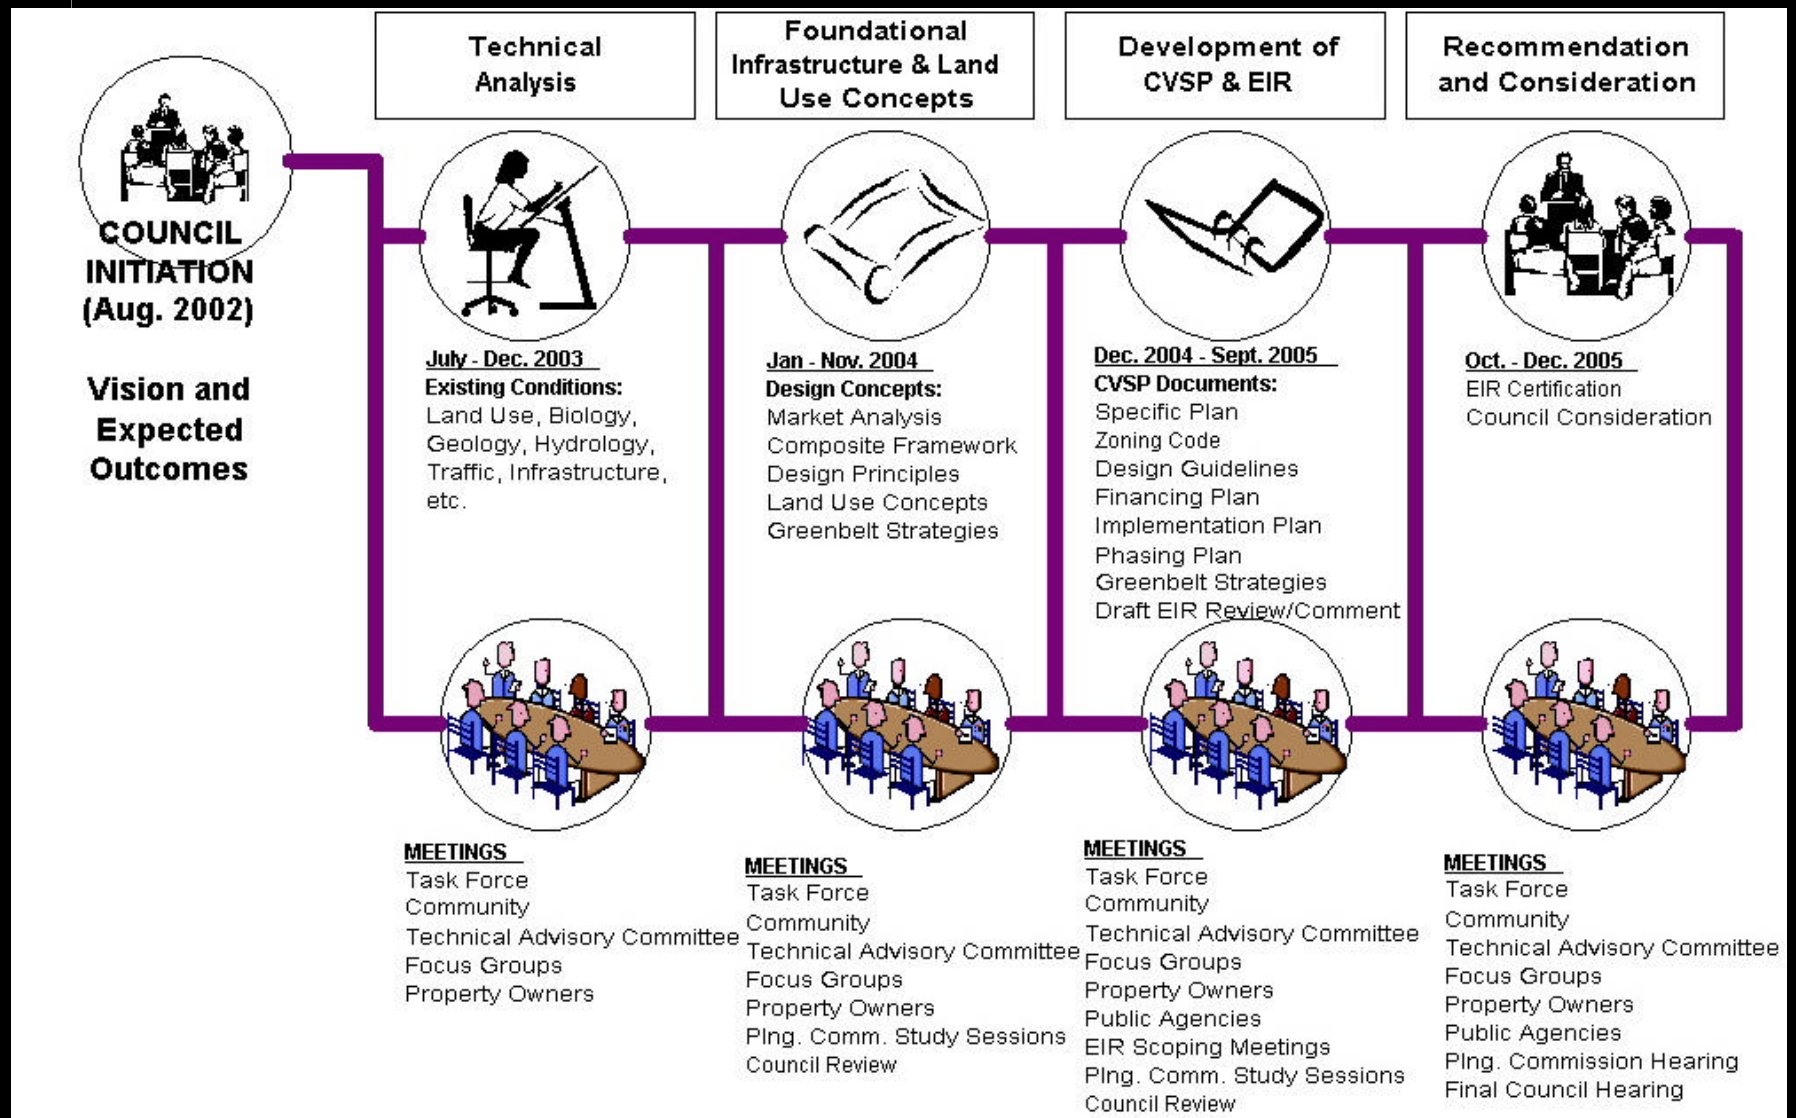 COUNCIL
INITIATION
(Aug. 2002)
Vision and
Expected
Outcomes
Technical
Analysis
July - Dec. 2003
Existing Conditions:
Land Use, Biology,
Geology, Hydrology,
Traffic, Infrastructure,
etc.
MEETINGS
Task Force
Community
Technical Advisory Committee
Focus Groups
Property Owners
Foundational
Infrastructure & Land
Use Concepts
Jan - Nov. 2004
Design Concepts:
Market Analysis
Composite Framework
Design Principles
Land Use Concepts
Greenbelt Strategies
MEETINGS
Task Force
Community
Technical Advisory Committee
Focus Groups
Property Owners
Plng. Comm. Study Sessions
Council Review
Development of
CVSP & EIR
Dec. 2004 - Sept. 2005
CVSP Documents:
Specific Plan
Zoning Code
Design Guidelines
Financing Plan
Implementation Plan
Phasing Plan
Greenbelt Strategies
Draft EIR Review/Comment
MEETINGS
Task Force
Community
Technical Advisory Committee
Focus Groups
Property Owners
Public Agencies
EIR Scoping Meetings
Plng. Comm. Study Sessions
Council Review
Recommendation
and Consideration
Oct. - Dec. 2005
EIR Certification
Council Consideration
MEETINGS
Task Force
Community
Technical Advisory Committee
Focus Groups
Property Owners
Public Agencies
Plng. Commission Hearing
Final Council Hearing